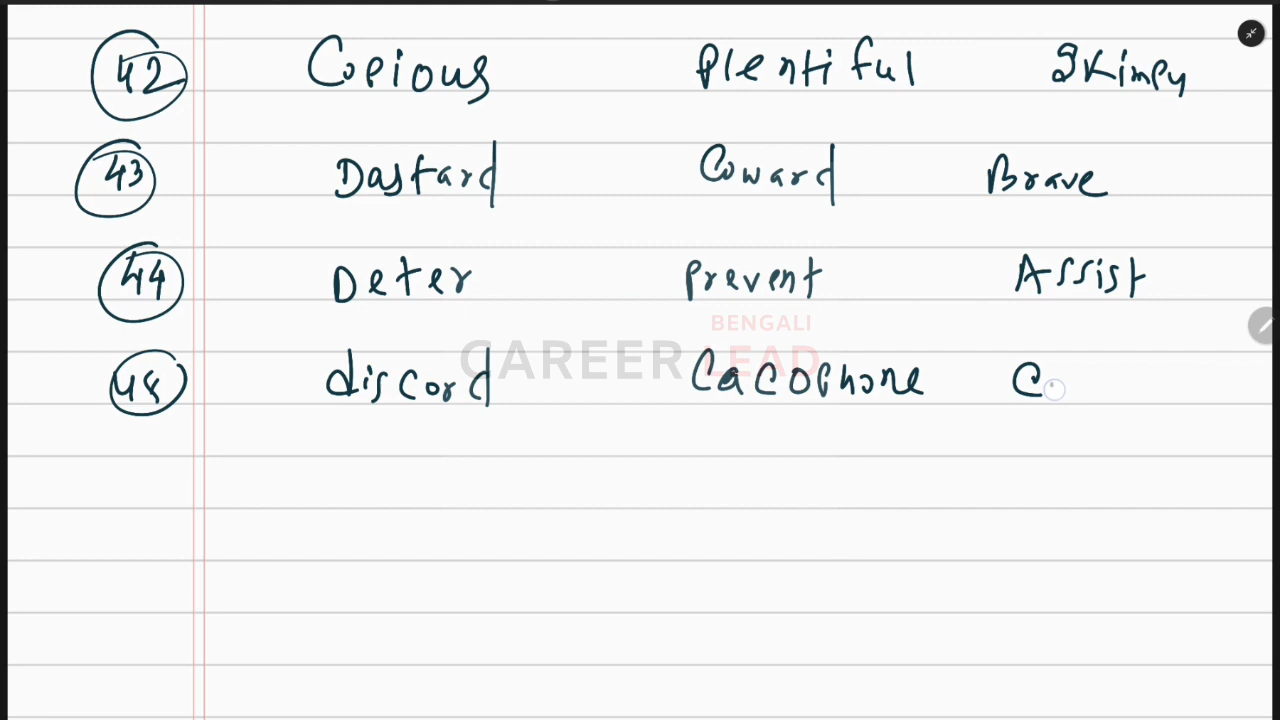 42 Copious Plentiful Skimpy
43 Dastard Coward Brave
44 Deter Prevent Assist
BENGALI
CAREER LEAD
45 discord Cacophone C